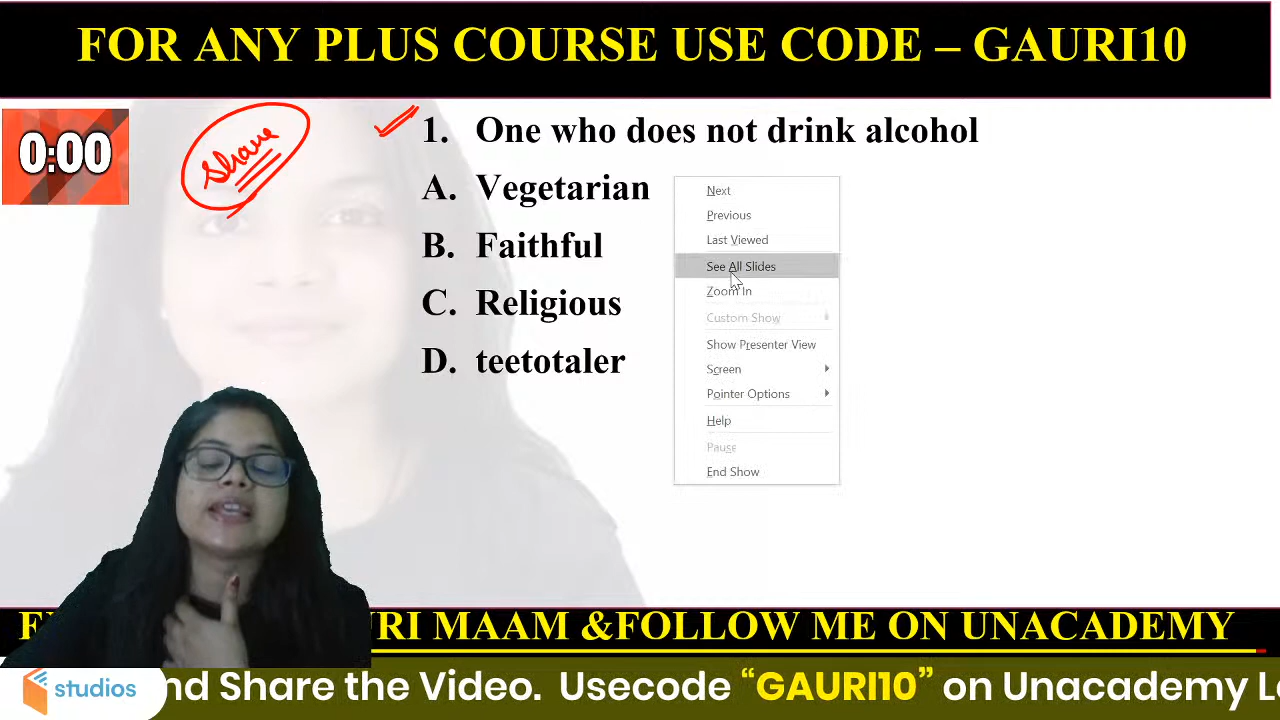 FOR ANY PLUS COURSE USE CODE – GAURI10
0:00
Share
1. One who does not drink alcohol
A. Vegetarian
B. Faithful
C. Religious
D. teetotaler
Next
Previous
Last Viewed
See All Slides
Zoom In
Custom Show
Show Presenter View
Screen
Pointer Options
Help
Pause
End Show
MAAM &FOLLOW ME ON UNACADEMY
studios
Share the Video. Usecode “GAURI10” on Unacademy